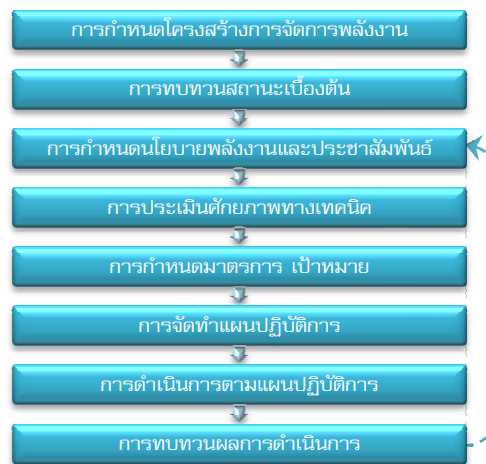 การกำหนดโครงสร้างการจัดการพลังงาน
การทบทวนสถานะเบื้องต้น
การกำหนดนโยบายพลังงานและประชาสัมพันธ์
การประเมินศักยภาพทางเทคนิค
การกำหนดมาตรการ เป้าหมาย
การจัดทำแผนปฏิบัติการ
การดำเนินการตามแผนปฏิบัติการ
การทบทวนผลการดำเนินการ